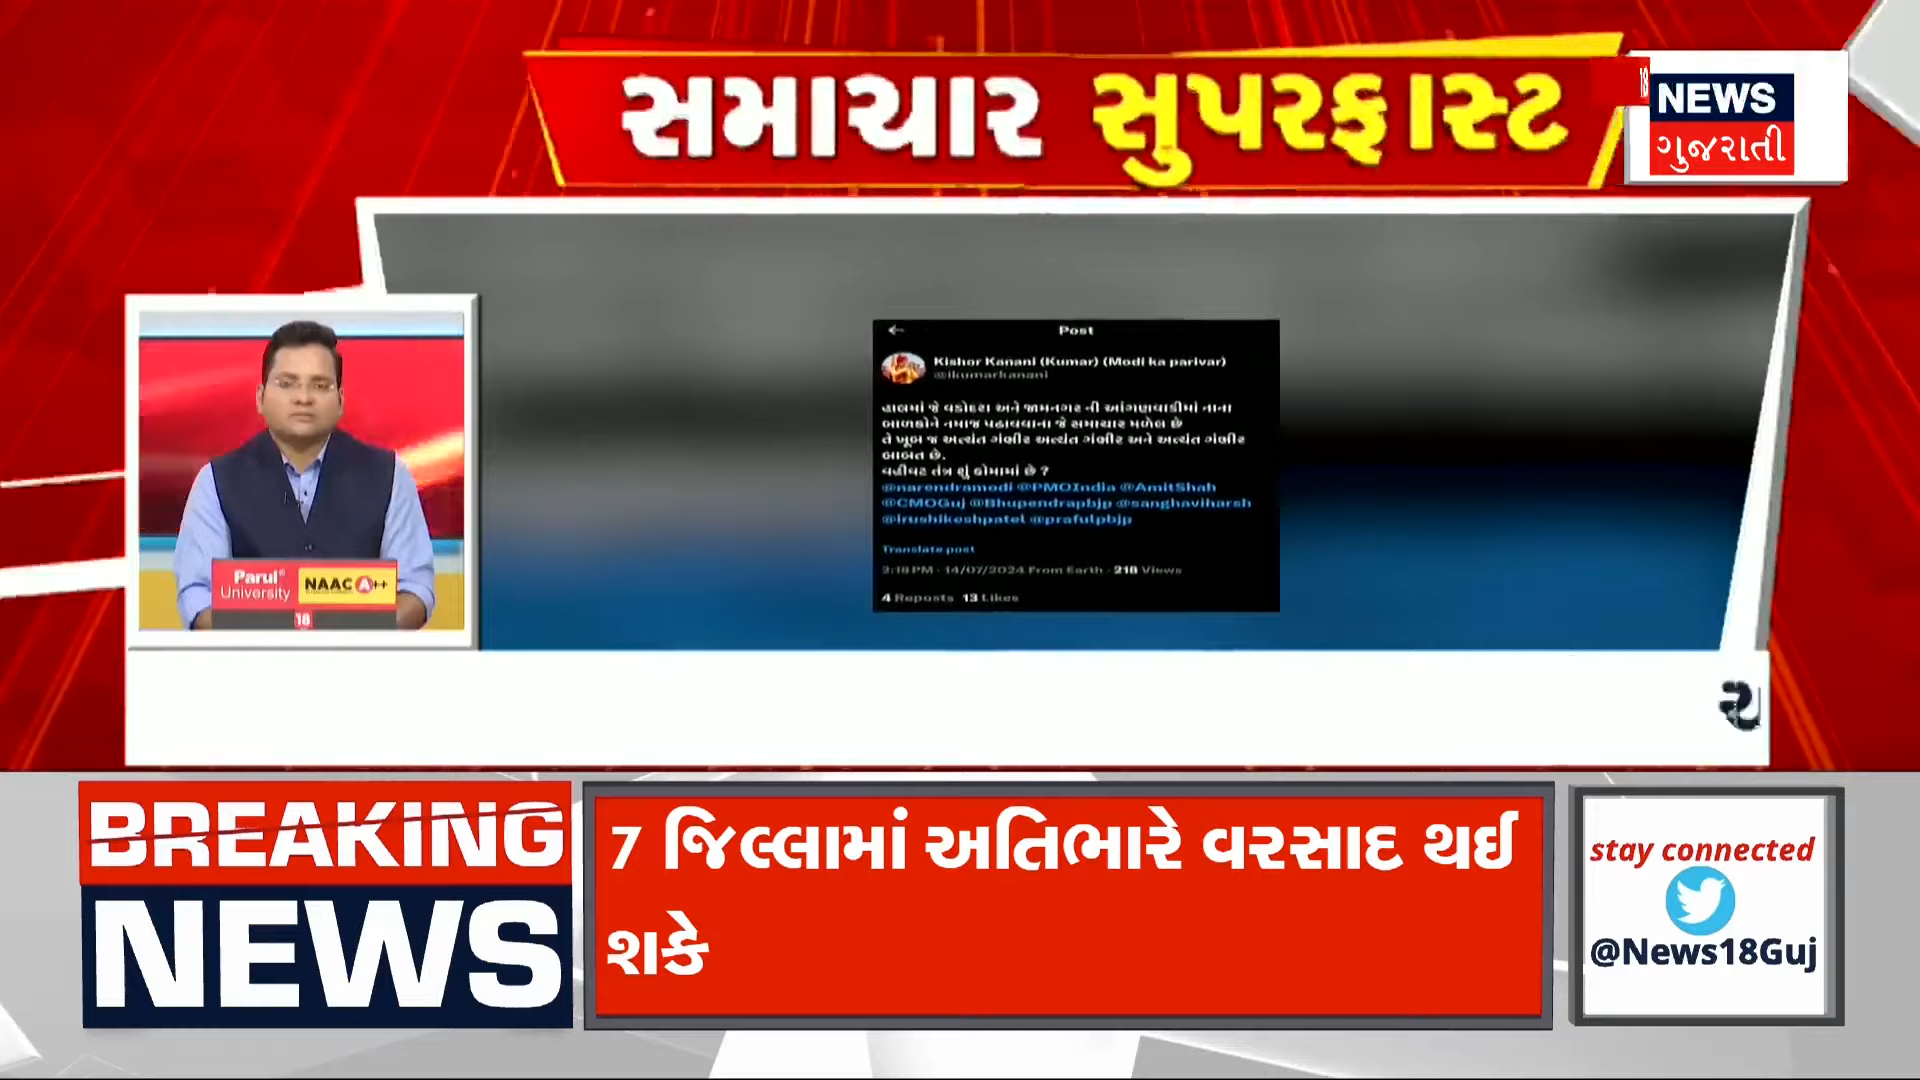 સમાચાર સુપરફાસ્ટ
18
NEWS
ગુજરાતી
Post
Kishor Kanani (Kumar) (Modi ka parivar)
@ikumarkanani
હાલમાં જે વડોદરા અને જામનગર ની આંગણવાડીમાં નાના
બાળકોને નમાજ પઢાવવાના જે સમાચાર મળેલ છે
તે ખૂબ જ અત્યંત ગંભીર અત્યંત ગંભીર અને અત્યંત ગંભીર
બાબત છે.
વહીવટ તંત્ર શું કોમામાં છે ?
@narendramodi @PMOIndia @AmitShah
@CMOGuj @Bhupendrapbjp @sanghaviharsh
@irushikeshpatel @prafulpbjp
Translate post
2:18 PM · 14/07/2024 From Earth · 218 Views
4 Reposts 13 Likes
Parul University
NAAC A++
18
BREAKING
NEWS
7 જિલ્લામાં અતિભારે વરસાદ થઈ
શકે
stay connected
@News18Guj